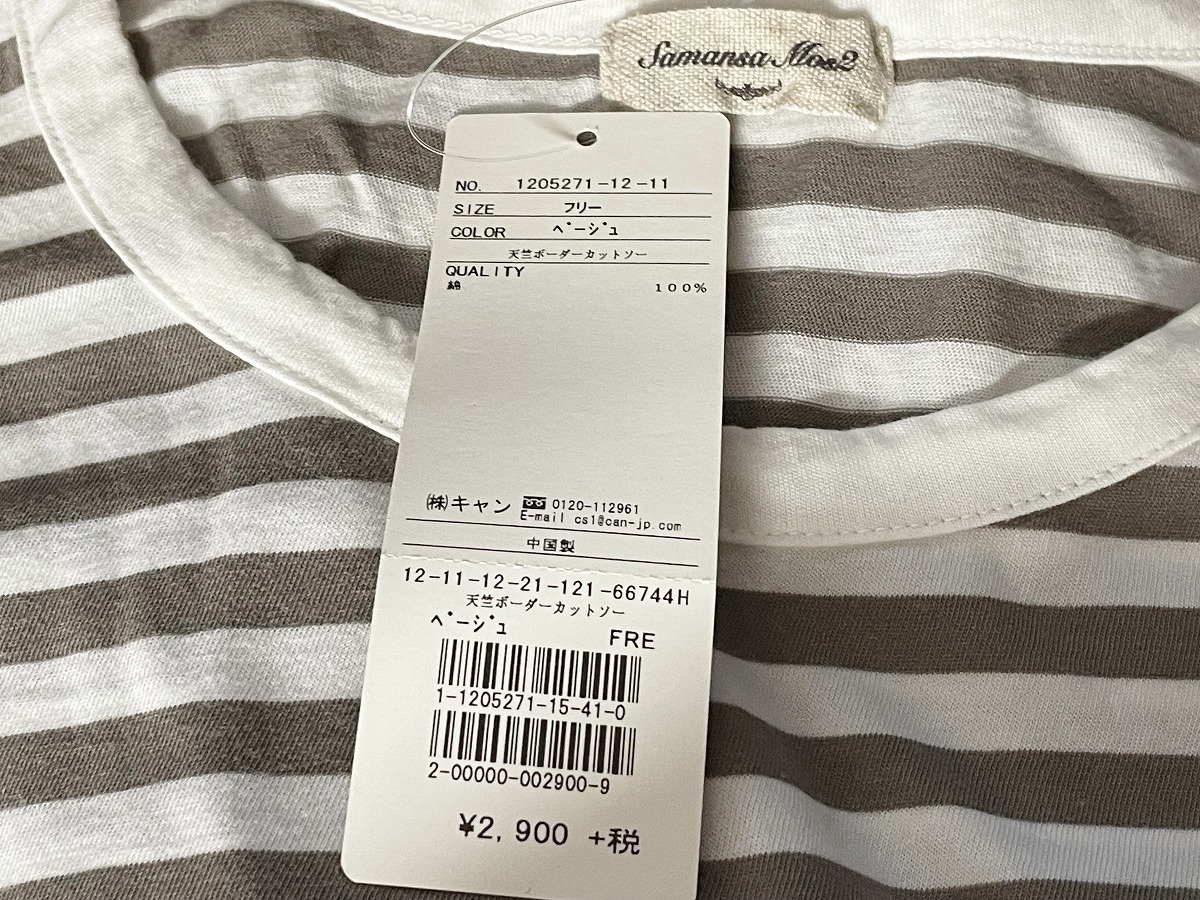 Samansa Mos2
NO. 1205271-12-11
SIZE フリー
COLOR ﾍﾞｰｼﾞｭ
天竺ボーダーカットソー
QUALITY
綿 100%
㈱キャン 0120-112961
E-mail cs1@can-jp.com
中国製
12-11-12-21-121-66744H
天竺ボーダーカットソー
ﾍﾞｰｼﾞｭ FRE
1-1205271-15-41-0
2-00000-002900-9
¥2,900 +税